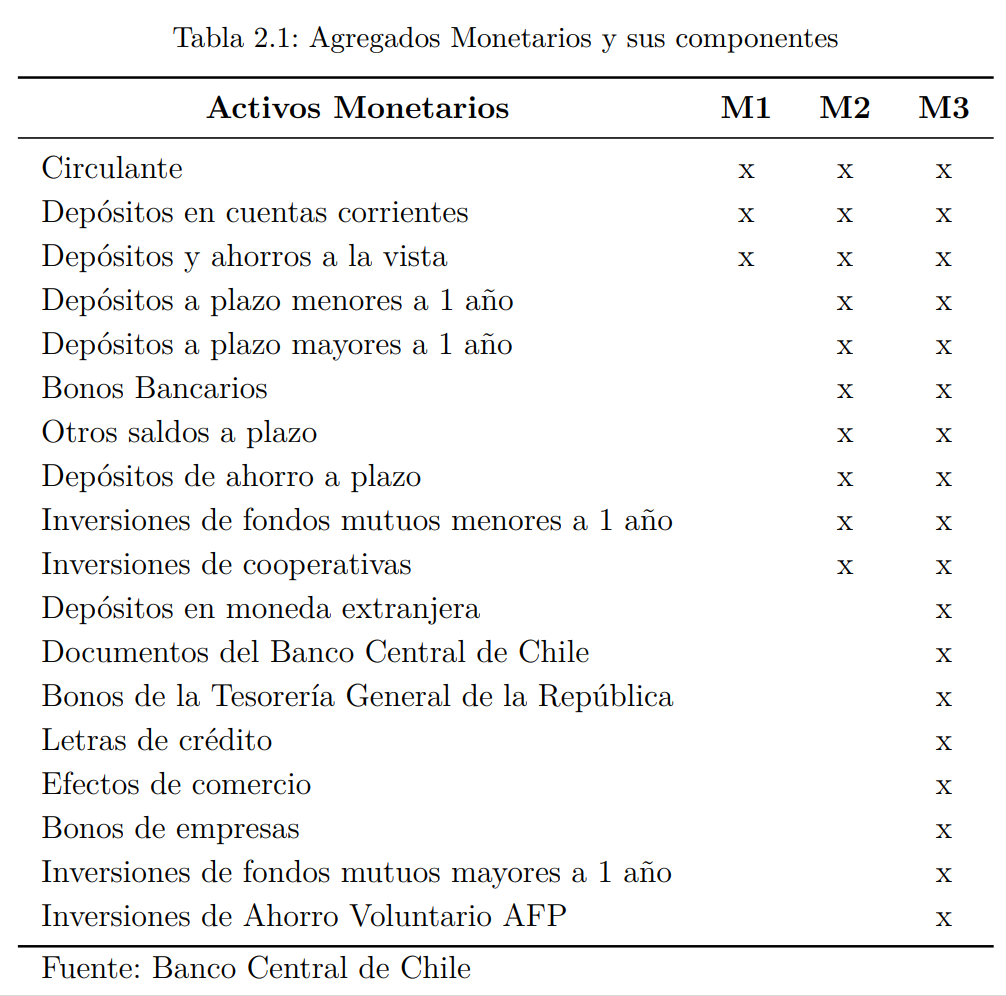 Tabla 2.1: Agregados Monetarios y sus componentes
Activos Monetarios M1 M2 M3
Circulante x x x
Depósitos en cuentas corrientes x x x
Depósitos y ahorros a la vista x x x
Depósitos a plazo menores a 1 año x x
Depósitos a plazo mayores a 1 año x x
Bonos Bancarios x x
Otros saldos a plazo x x
Depósitos de ahorro a plazo x x
Inversiones de fondos mutuos menores a 1 año x x
Inversiones de cooperativas x x
Depósitos en moneda extranjera x
Documentos del Banco Central de Chile x
Bonos de la Tesorería General de la República x
Letras de crédito x
Efectos de comercio x
Bonos de empresas x
Inversiones de fondos mutuos mayores a 1 año x
Inversiones de Ahorro Voluntario AFP x
Fuente: Banco Central de Chile